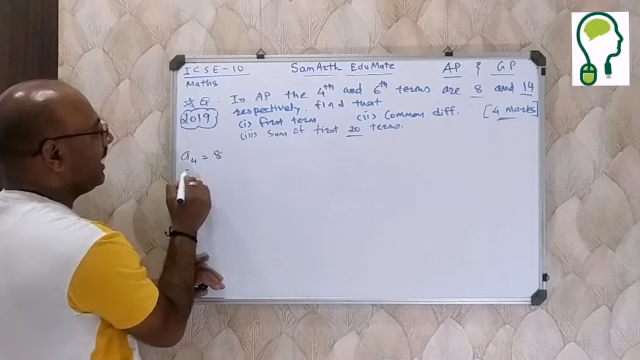 ICSE-10 SamArth EduMate AP & GP
Maths
* Q: In AP the 4th and 6th terms are 8 and 14
2019 respectively. find that
(i) first term (ii) Common diff. [4 marks]
(iii) Sum of first 20 terms.
a4 = 8